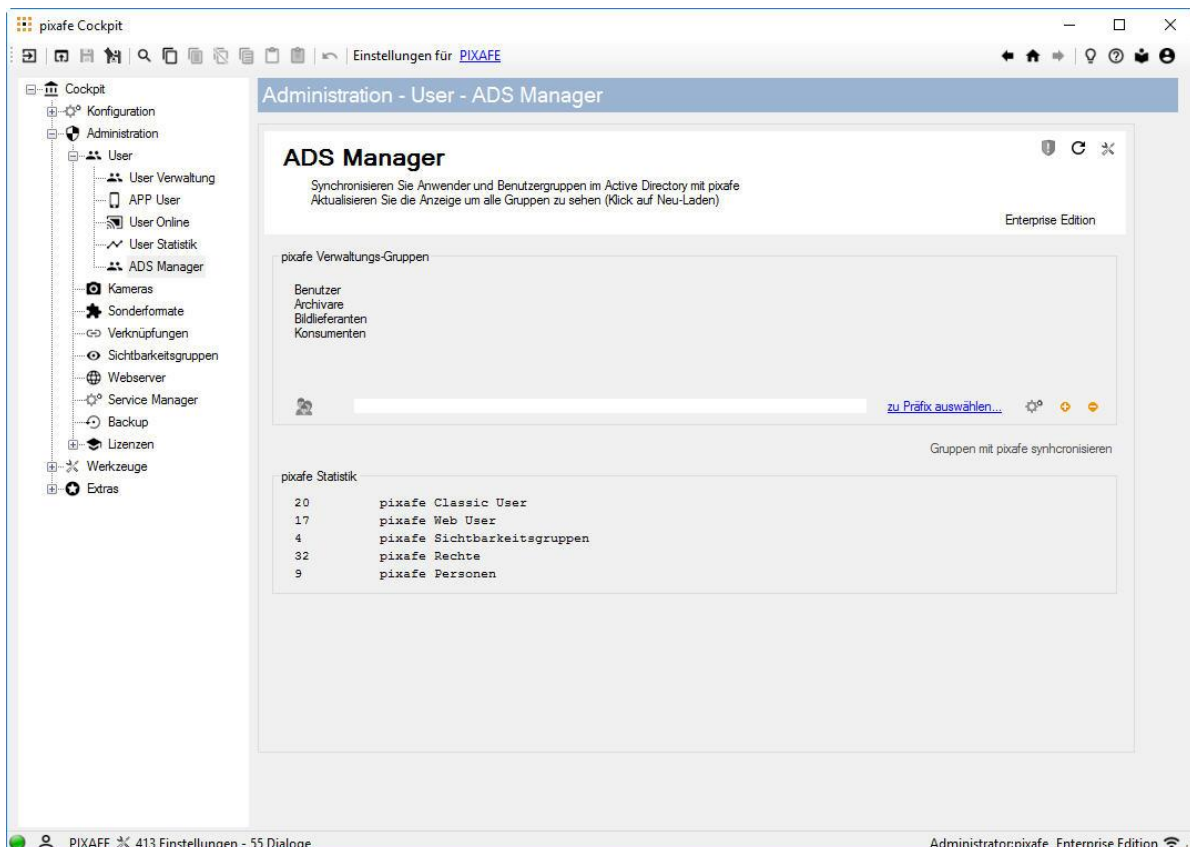 pixafe Cockpit
Einstellungen für PIXAFE
Cockpit
Konfiguration
Administration
User
User Verwaltung
APP User
User Online
User Statistik
ADS Manager
Kameras
Sonderformate
Verknüpfungen
Sichtbarkeitsgruppen
Webserver
Service Manager
Backup
Lizenzen
Werkzeuge
Extras
Administration - User - ADS Manager
ADS Manager
Synchronisieren Sie Anwender und Benutzergruppen im Active Directory mit pixafe
Aktualisieren Sie die Anzeige um alle Gruppen zu sehen (Klick auf Neu-Laden)
Enterprise Edition
pixafe Verwaltungs-Gruppen
Benutzer
Archivare
Bildlieferanten
Konsumenten
zu Präfix auswählen...
Gruppen mit pixafe synhcronisieren
pixafe Statistik
20 pixafe Classic User
17 pixafe Web User
4 pixafe Sichtbarkeitsgruppen
32 pixafe Rechte
9 pixafe Personen
PIXAFE 413 Einstellungen - 55 Dialoge
Administrator:pixafe Enterprise Edition